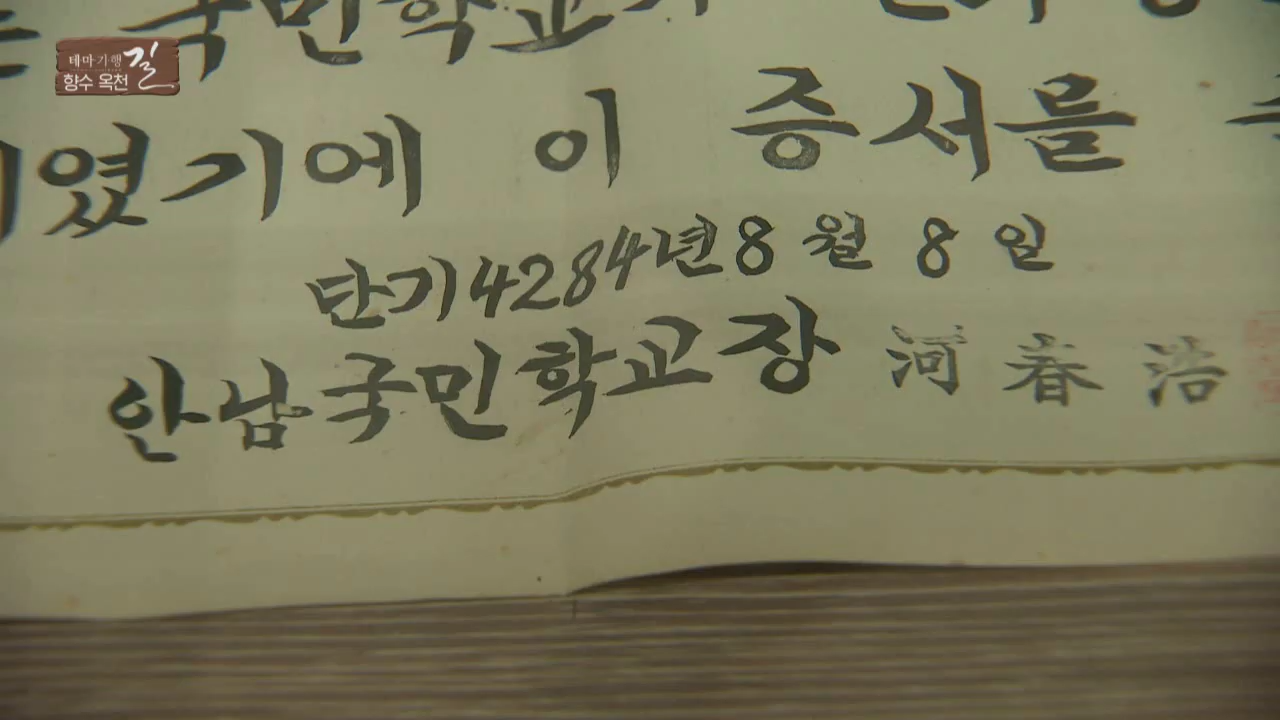 테마기행 길
향수 옥천
국민학교
였기에 이 증서를
단기4284년8월 8일
안남국민학교장 河春浩